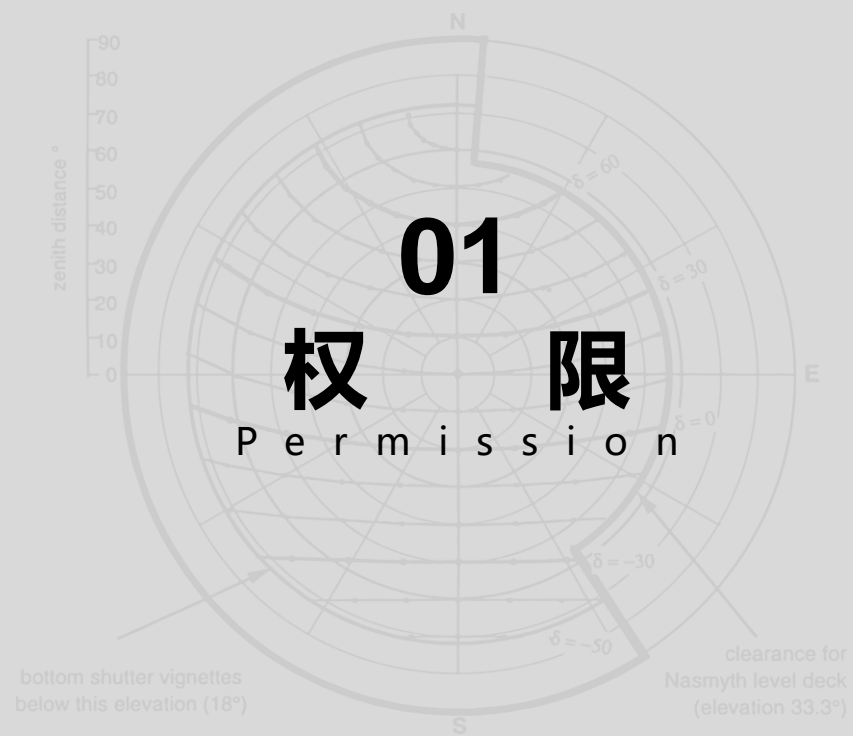 N
90
80
70
60
50
40
30
20
10
0
zenith distance °
δ = 60
δ = 30
δ = 0
δ = −30
δ = −50
E
S
01
权 限
Permission
bottom shutter vignettes
below this elevation (18°)
clearance for
Nasmyth level deck
(elevation 33.3°)